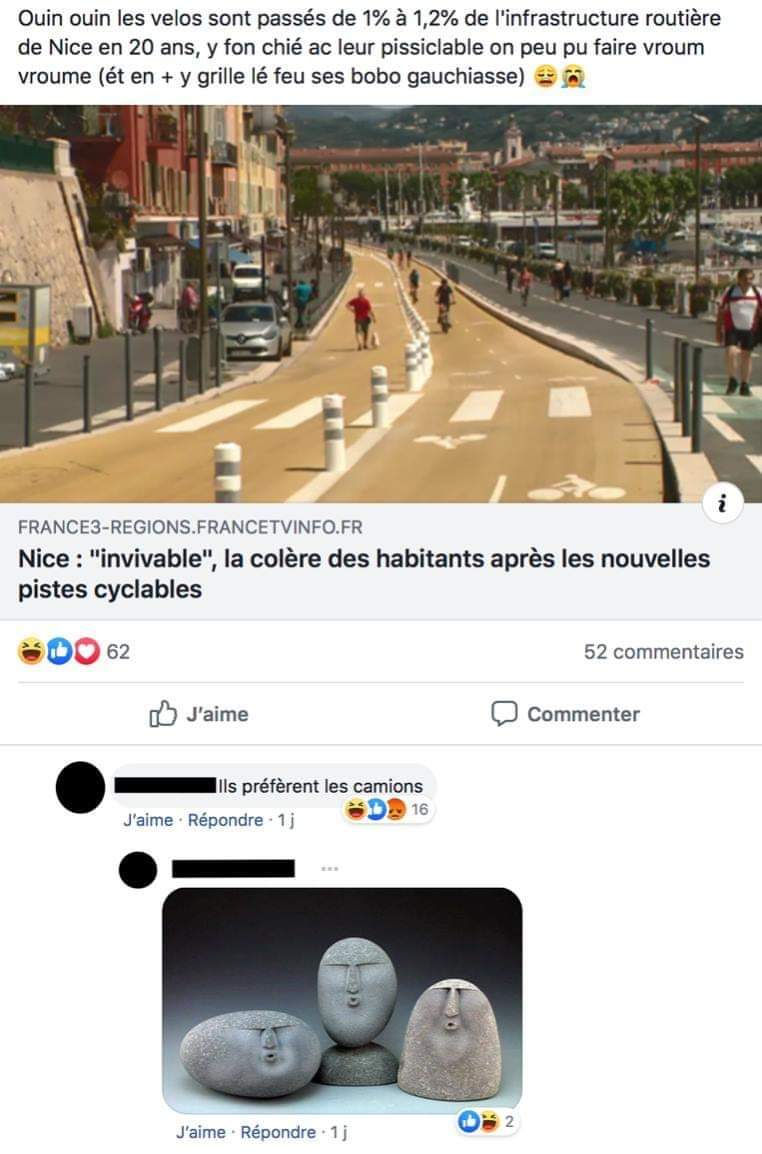 Ouin ouin les velos sont passés de 1% à 1,2% de l'infrastructure routière
de Nice en 20 ans, y fon chié ac leur pissiclable on peu pu faire vroum
vroume (ét en + y grille lé feu ses bobo gauchiasse) 😩😭
FRANCE3-REGIONS.FRANCETVINFO.FR
Nice : "invivable", la colère des habitants après les nouvelles
pistes cyclables
62
52 commentaires
J'aime
Commenter
Ils préfèrent les camions
16
J'aime · Répondre · 1 j
J'aime · Répondre · 1 j
2